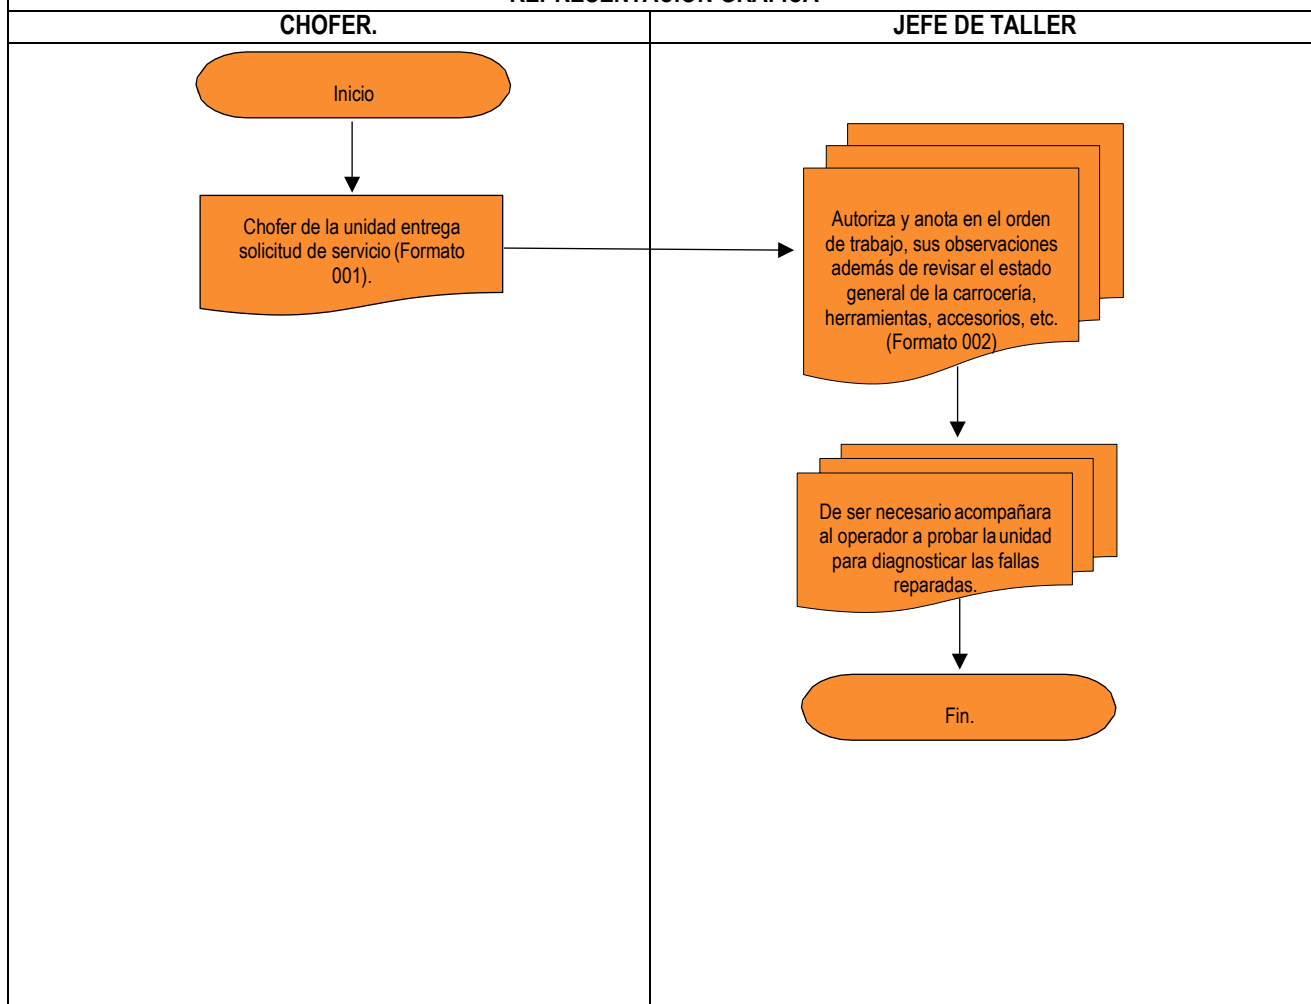 REPRESENTACIÓN GRÁFICA
CHOFER.
JEFE DE TALLER
Inicio
Chofer de la unidad entrega
solicitud de servicio (Formato
001).
Autoriza y anota en el orden
de trabajo, sus observaciones
además de revisar el estado
general de la carrocería,
herramientas, accesorios, etc.
(Formato 002)
De ser necesario acompañara
al operador a probar la unidad
para diagnosticar las fallas
reparadas.
Fin.